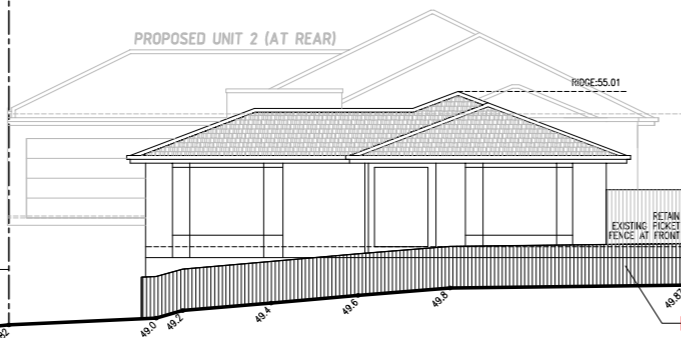 PROPOSED UNIT 2 (AT REAR)
RIDGE:55.01
RETAIN
EXISTING PICKET
FENCE AT FRONT
49.0
49.2
49.4
49.6
49.8
49.87